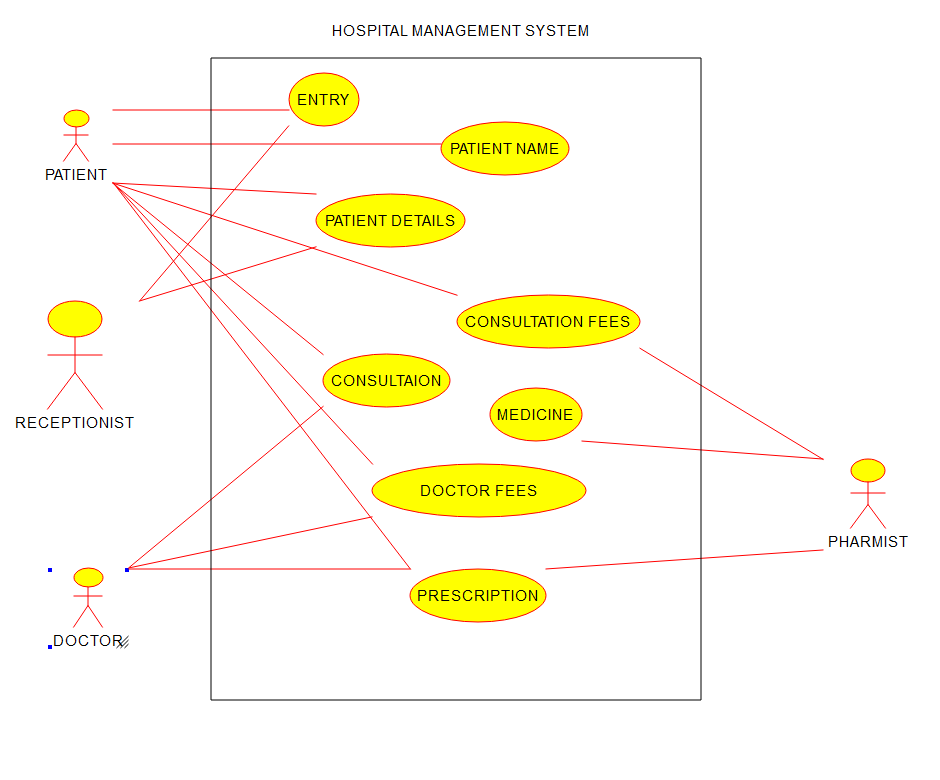 HOSPITAL MANAGEMENT SYSTEM
ENTRY
PATIENT NAME
PATIENT
PATIENT DETAILS
CONSULTATION FEES
CONSULTAION
MEDICINE
RECEPTIONIST
DOCTOR FEES
PHARMIST
PRESCRIPTION
DOCTOR